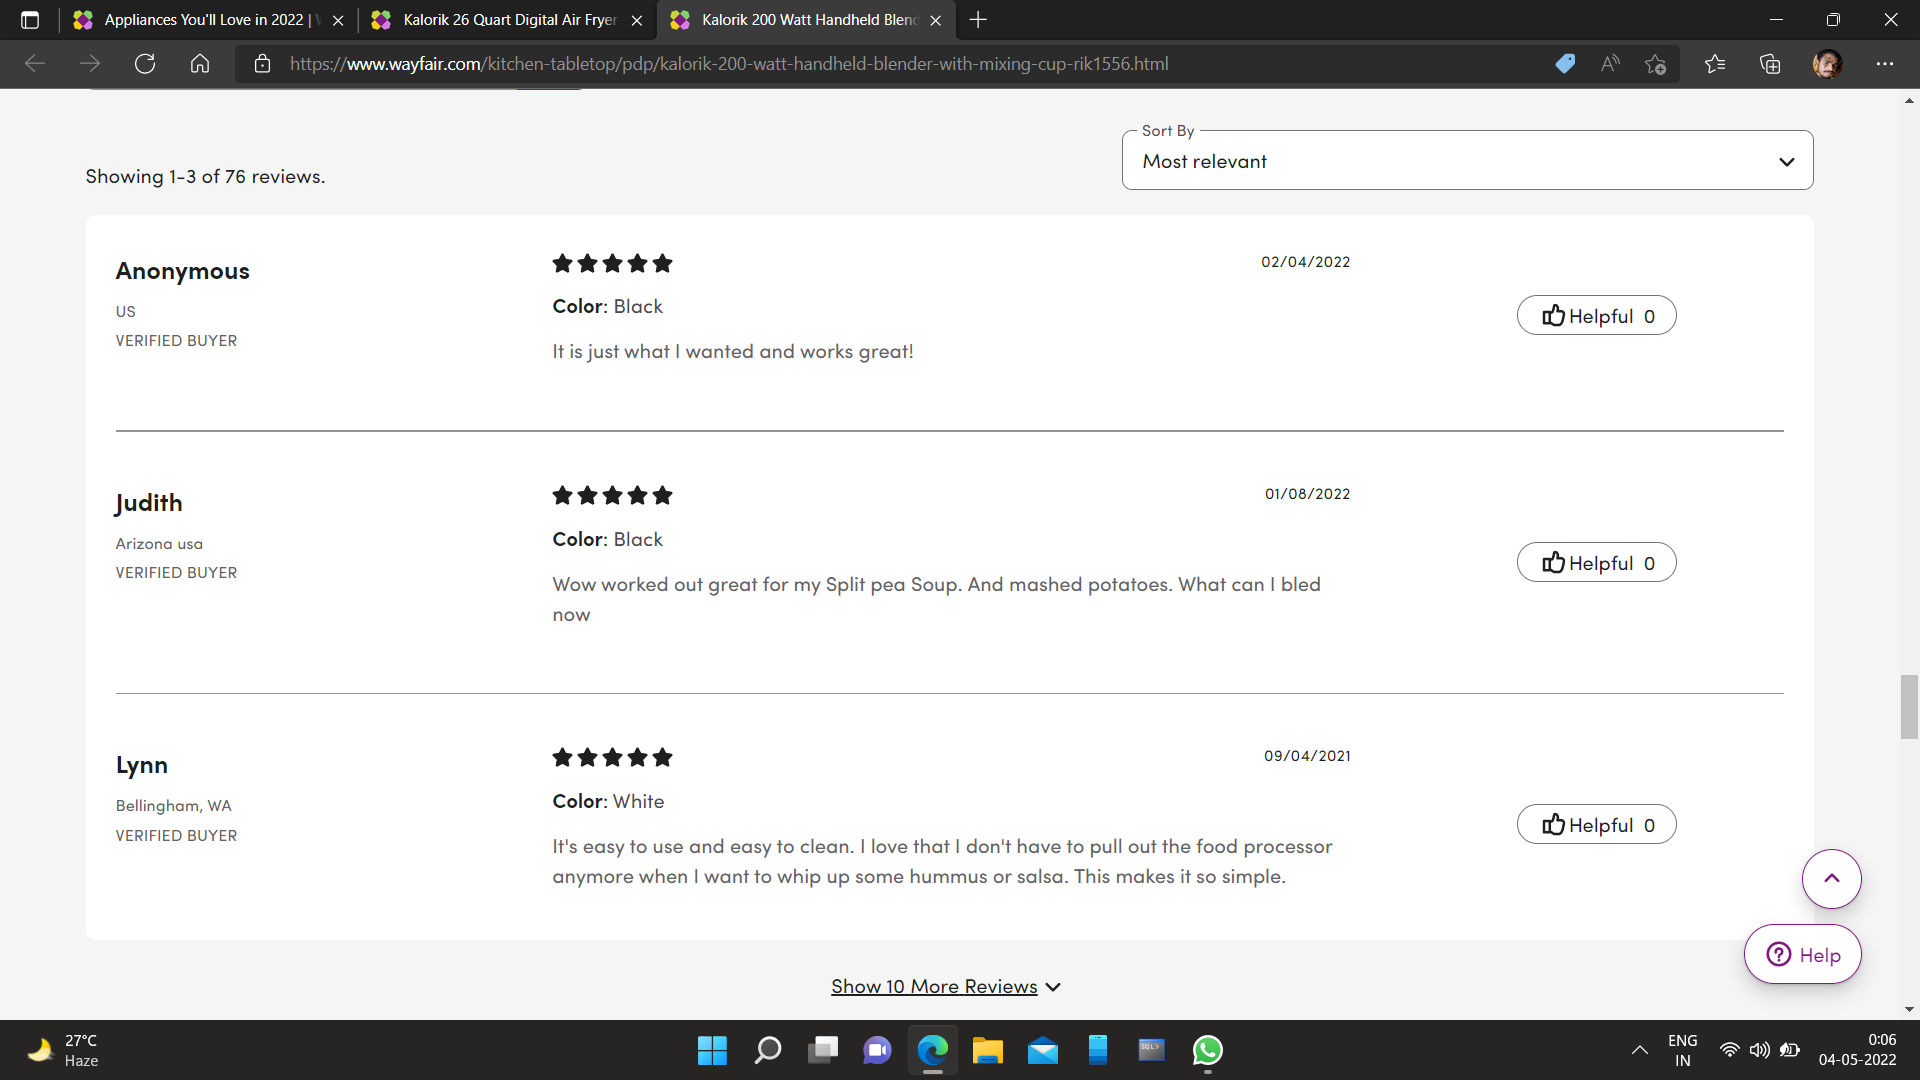 Appliances You'll Love in 2022 |
Kalorik 26 Quart Digital Air Fryer
Kalorik 200 Watt Handheld Blend
https://www.wayfair.com/kitchen-tabletop/pdp/kalorik-200-watt-handheld-blender-with-mixing-cup-rik1556.html
Sort By
Most relevant
Showing 1-3 of 76 reviews.
Anonymous
02/04/2022
US
Color: Black
Helpful 0
VERIFIED BUYER
It is just what I wanted and works great!
Judith
01/08/2022
Arizona usa
Color: Black
Helpful 0
VERIFIED BUYER
Wow worked out great for my Split pea Soup. And mashed potatoes. What can I bled
now
Lynn
09/04/2021
Bellingham, WA
Color: White
Helpful 0
VERIFIED BUYER
It's easy to use and easy to clean. I love that I don't have to pull out the food processor
anymore when I want to whip up some hummus or salsa. This makes it so simple.
Help
Show 10 More Reviews
27°C
Haze
SQL>
ENG
IN
0:06
04-05-2022